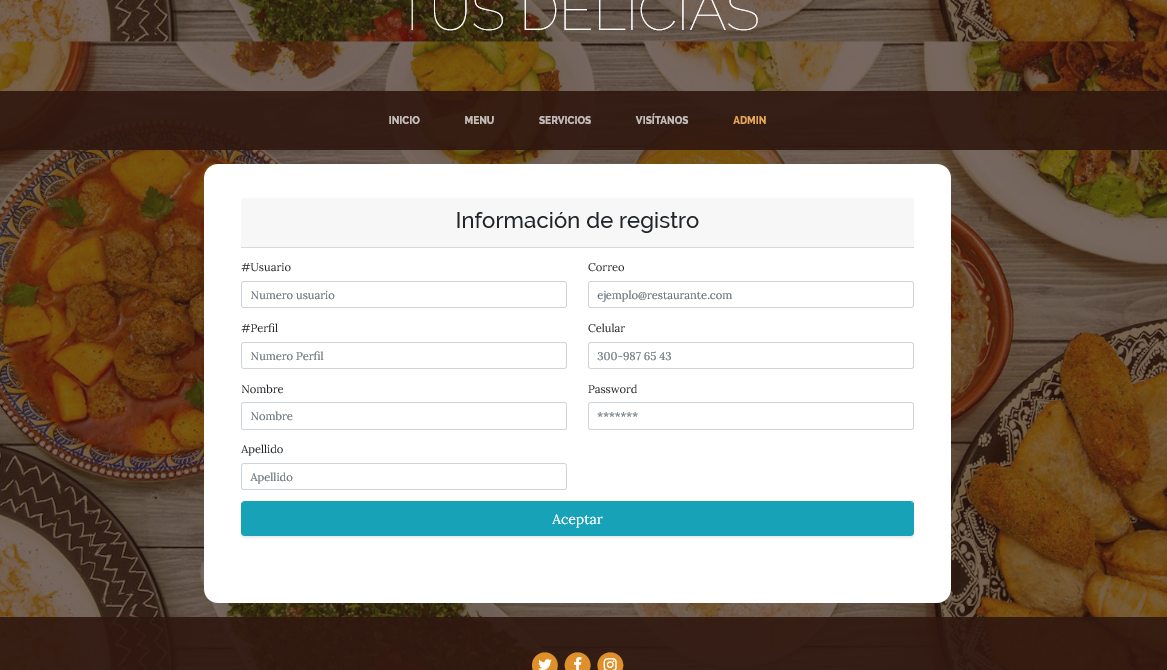 TUS DELICIAS
INICIO MENU SERVICIOS VISÍTANOS ADMIN
Información de registro
#Usuario
Numero usuario
#Perfil
Numero Perfil
Nombre
Nombre
Apellido
Apellido
Correo
ejemplo@restaurante.com
Celular
300-987 65 43
Password
*******
Aceptar